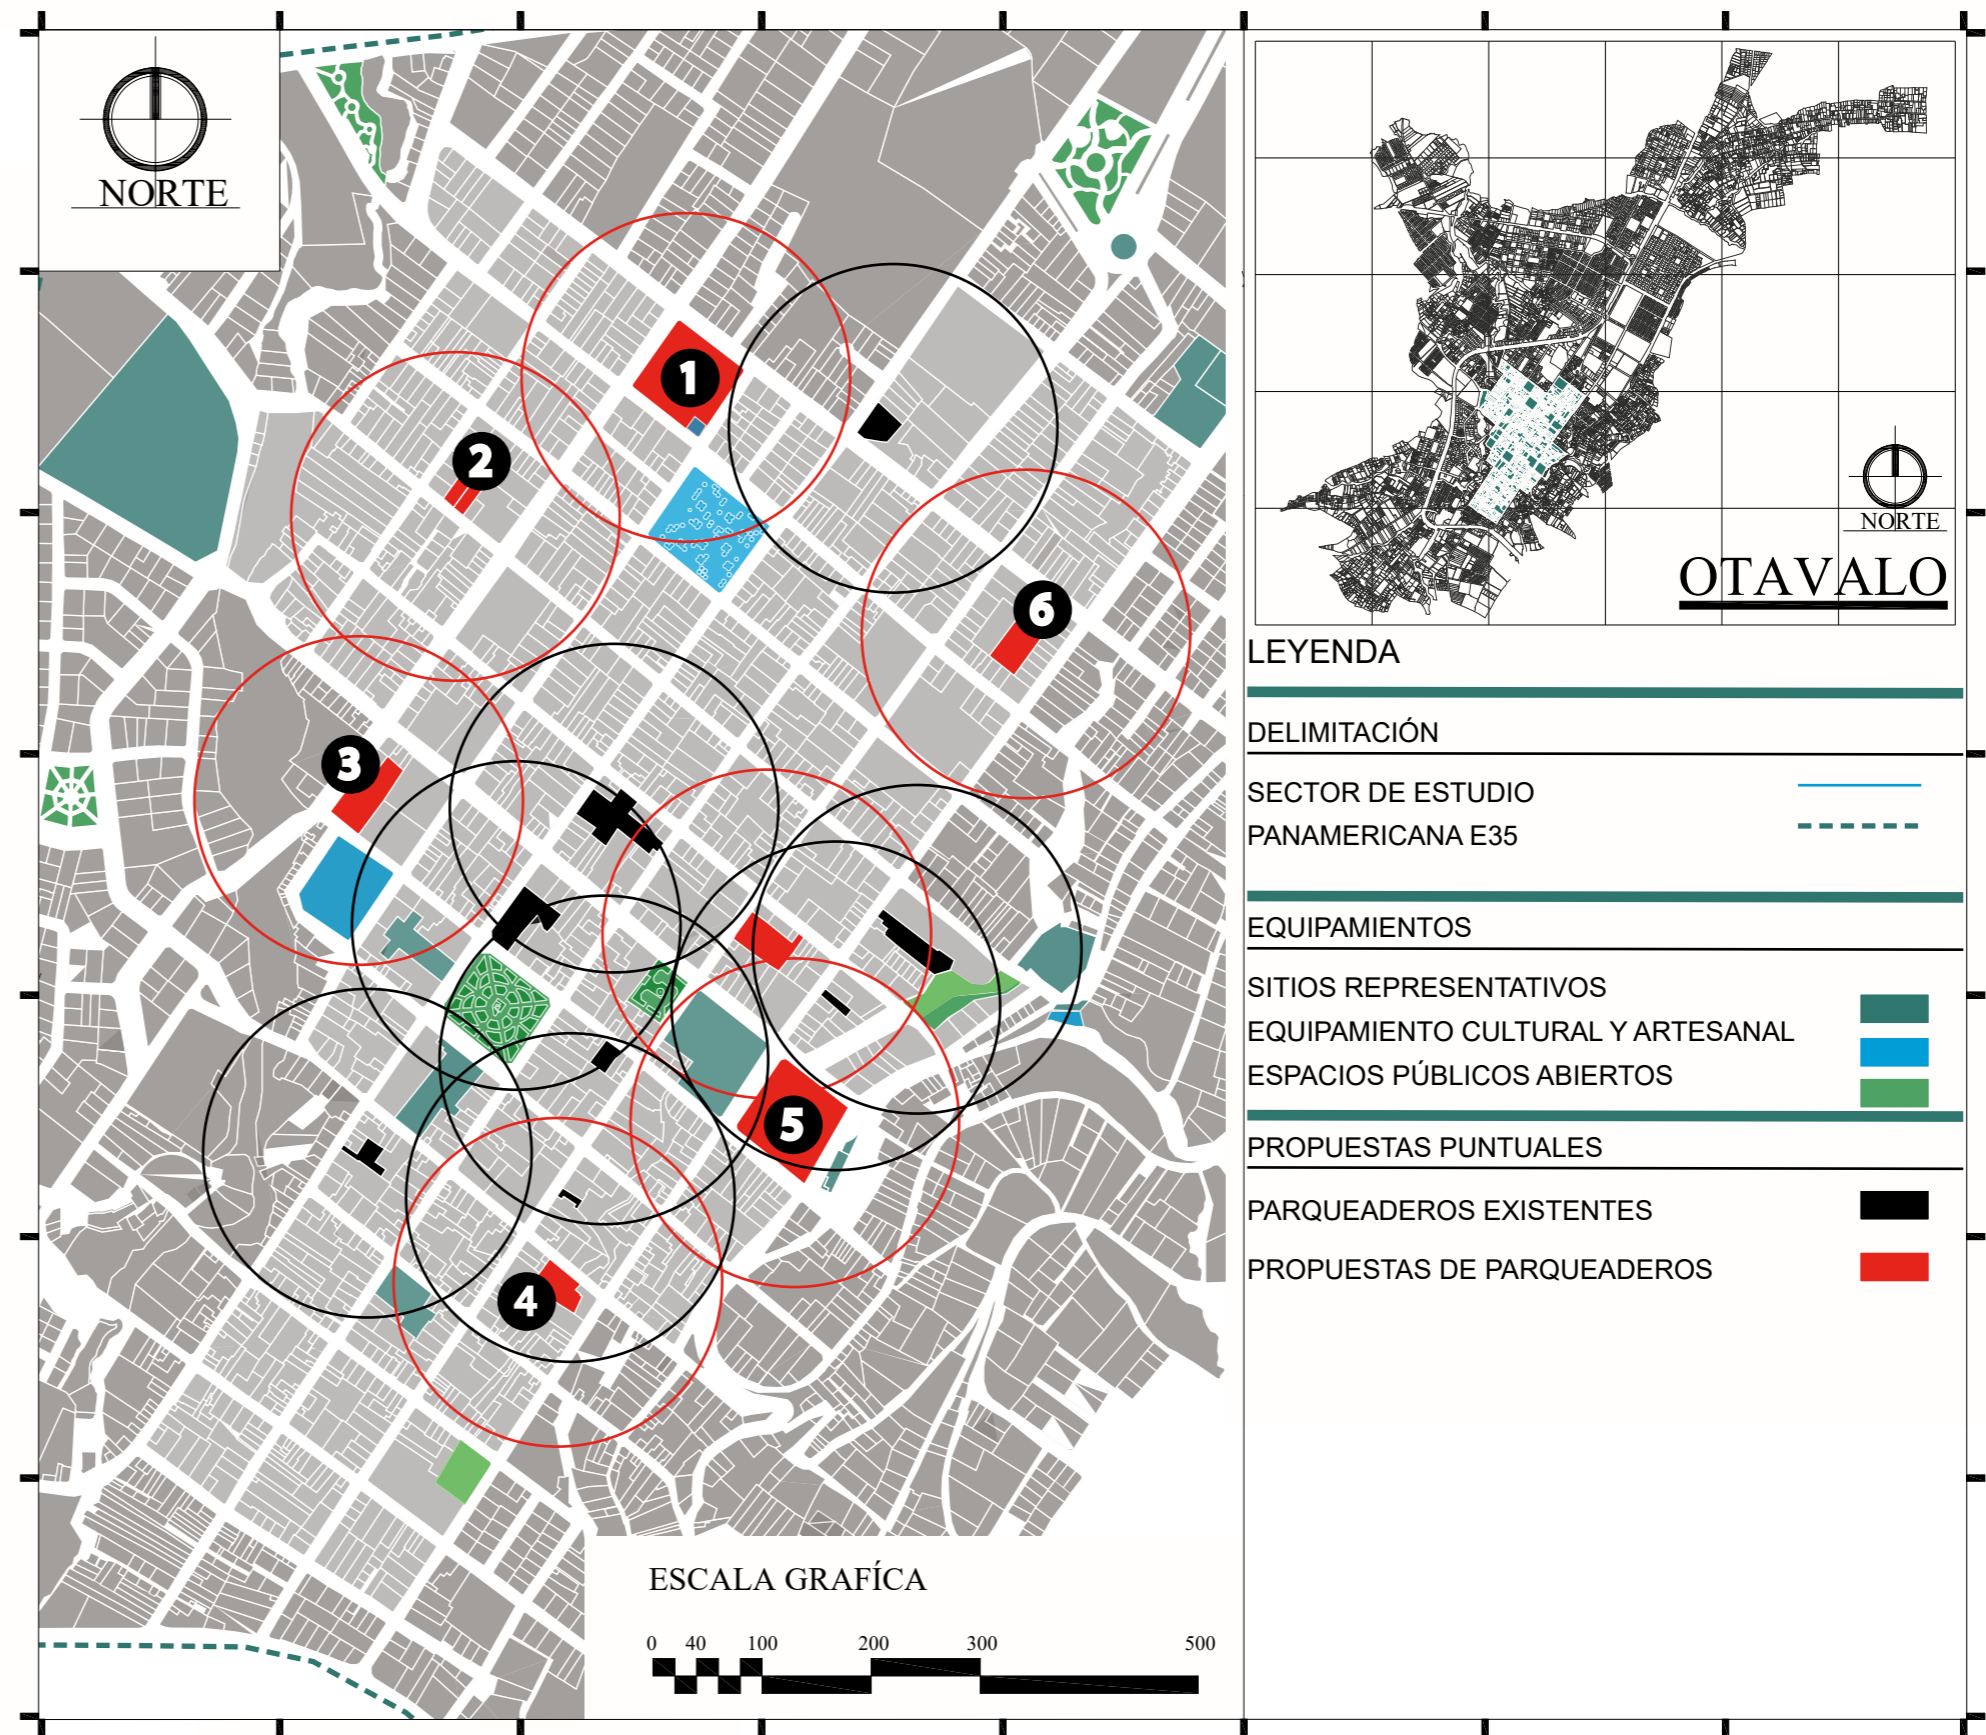 NORTE
1
2
6
3
5
4
ESCALA GRAFÍCA
0 40 100 200 300 500
NORTE
OTAVALO
LEYENDA
DELIMITACIÓN
SECTOR DE ESTUDIO
PANAMERICANA E35
EQUIPAMIENTOS
SITIOS REPRESENTATIVOS
EQUIPAMIENTO CULTURAL Y ARTESANAL
ESPACIOS PÚBLICOS ABIERTOS
PROPUESTAS PUNTUALES
PARQUEADEROS EXISTENTES
PROPUESTAS DE PARQUEADEROS